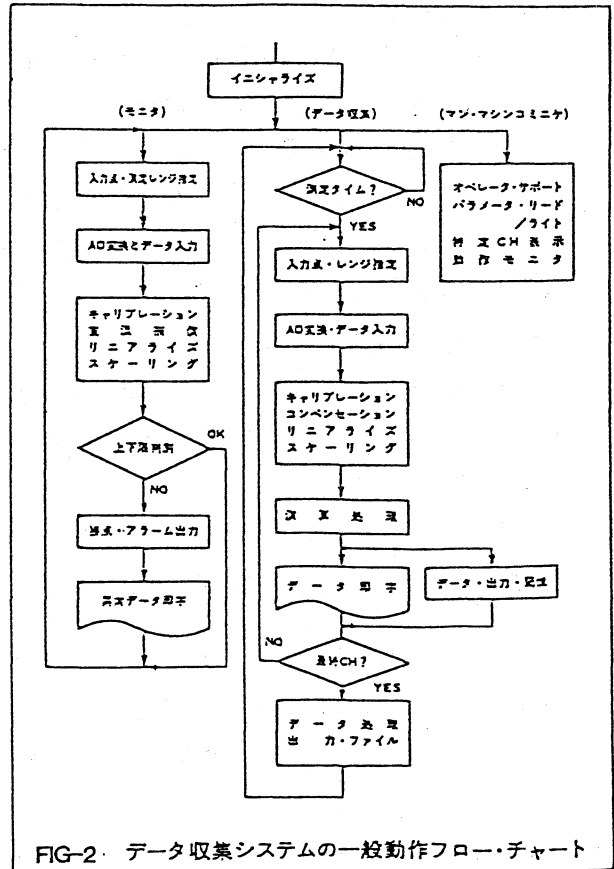 イニシャライズ
(モニタ)
(データ収集)
(マン・マシンコミニケ)
入力点・測定レンジ指定
AD変換とデータ入力
キャリブレーション
リニアライズ
スケーリング
上下限判別
OK
NO
接点・アラーム出力
異常データ印字
測定タイム?
NO
YES
入力点・レンジ指定
AD変換・データ入力
キャリブレーション
コンペンセーション
リニアライズ
スケーリング
演算処理
データ印字
データ・出力・記録
NO
最終CH?
YES
データ処理
出力・ファイル
オペレータ・サポート
パラメータ・リード
/ライト
特定CH表示
動作モニタ
FIG-2 データ収集システムの一般動作フロー・チャート